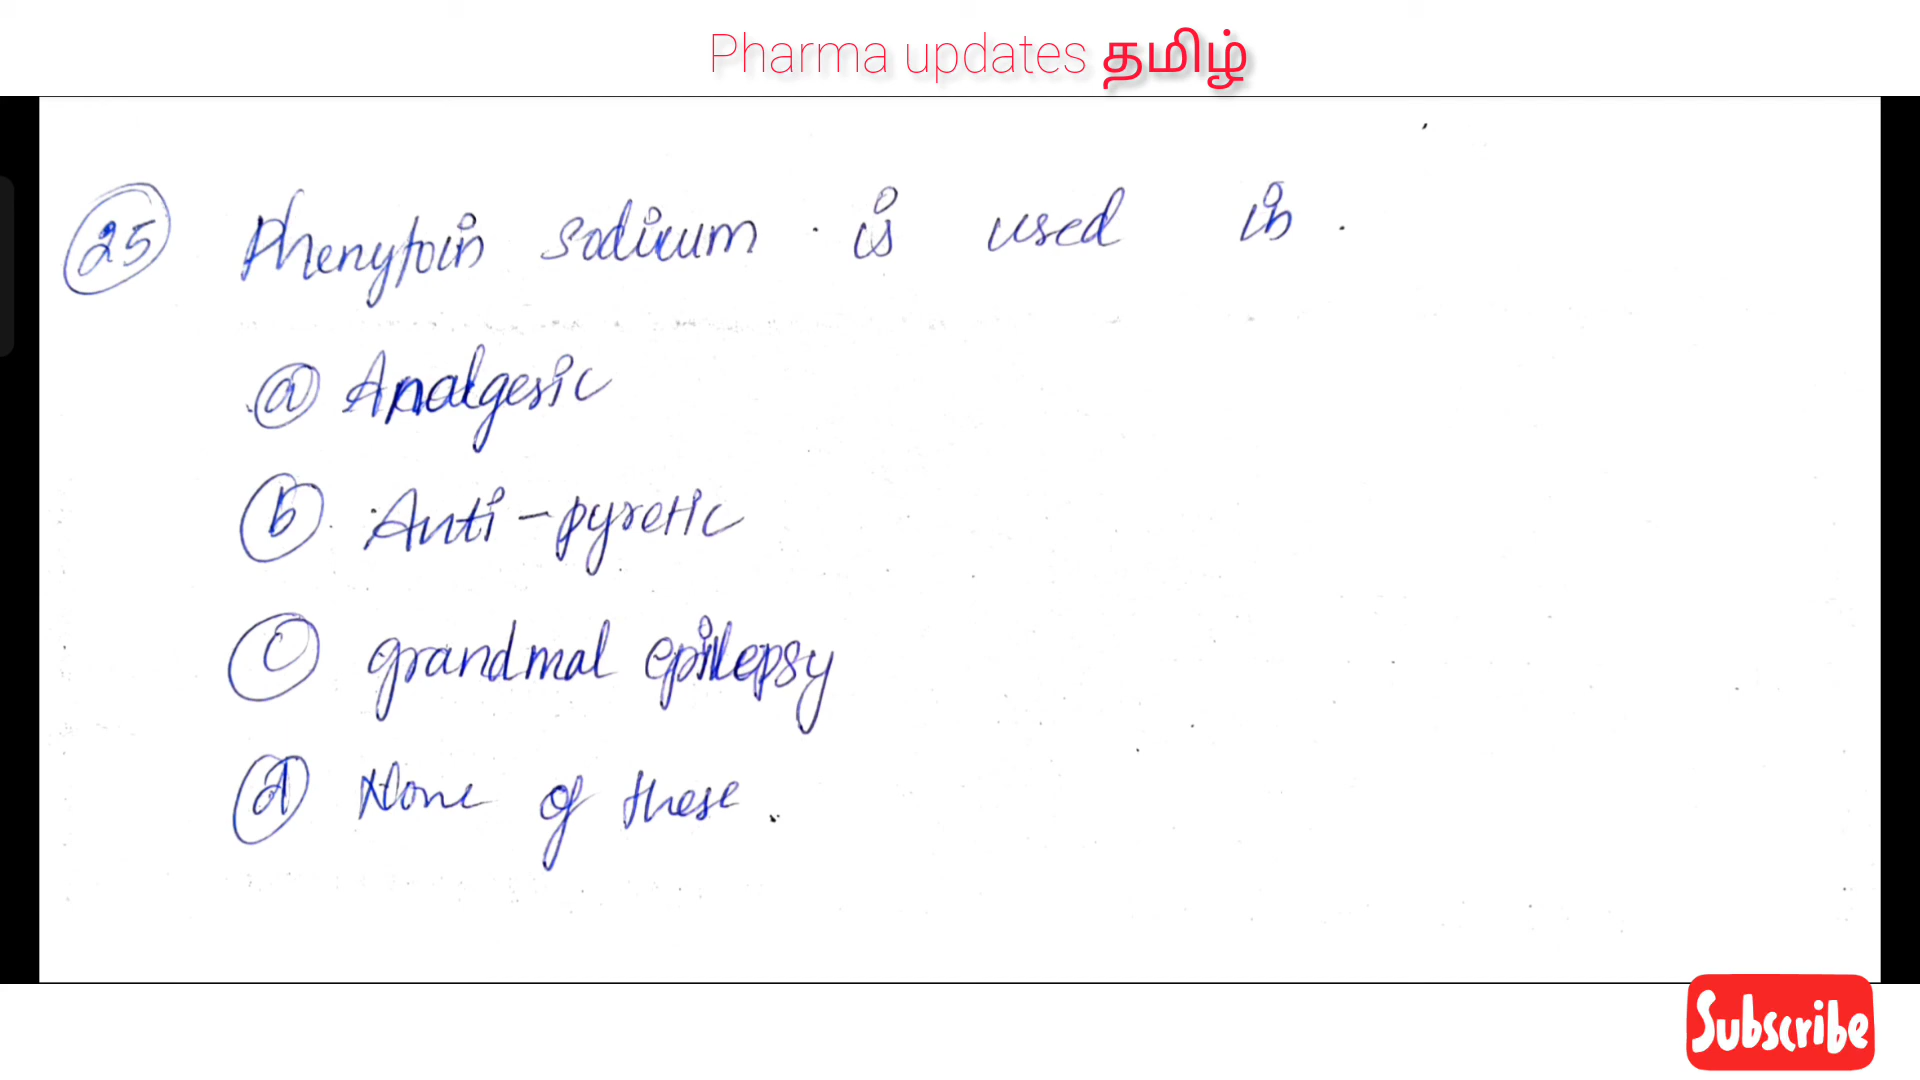 Pharma updates தமிழ்
25 Phenytoin sodium is used in.
a Analgesic
b Anti-pyretic
c grandmal epilepsy
d None of these.
Subscribe